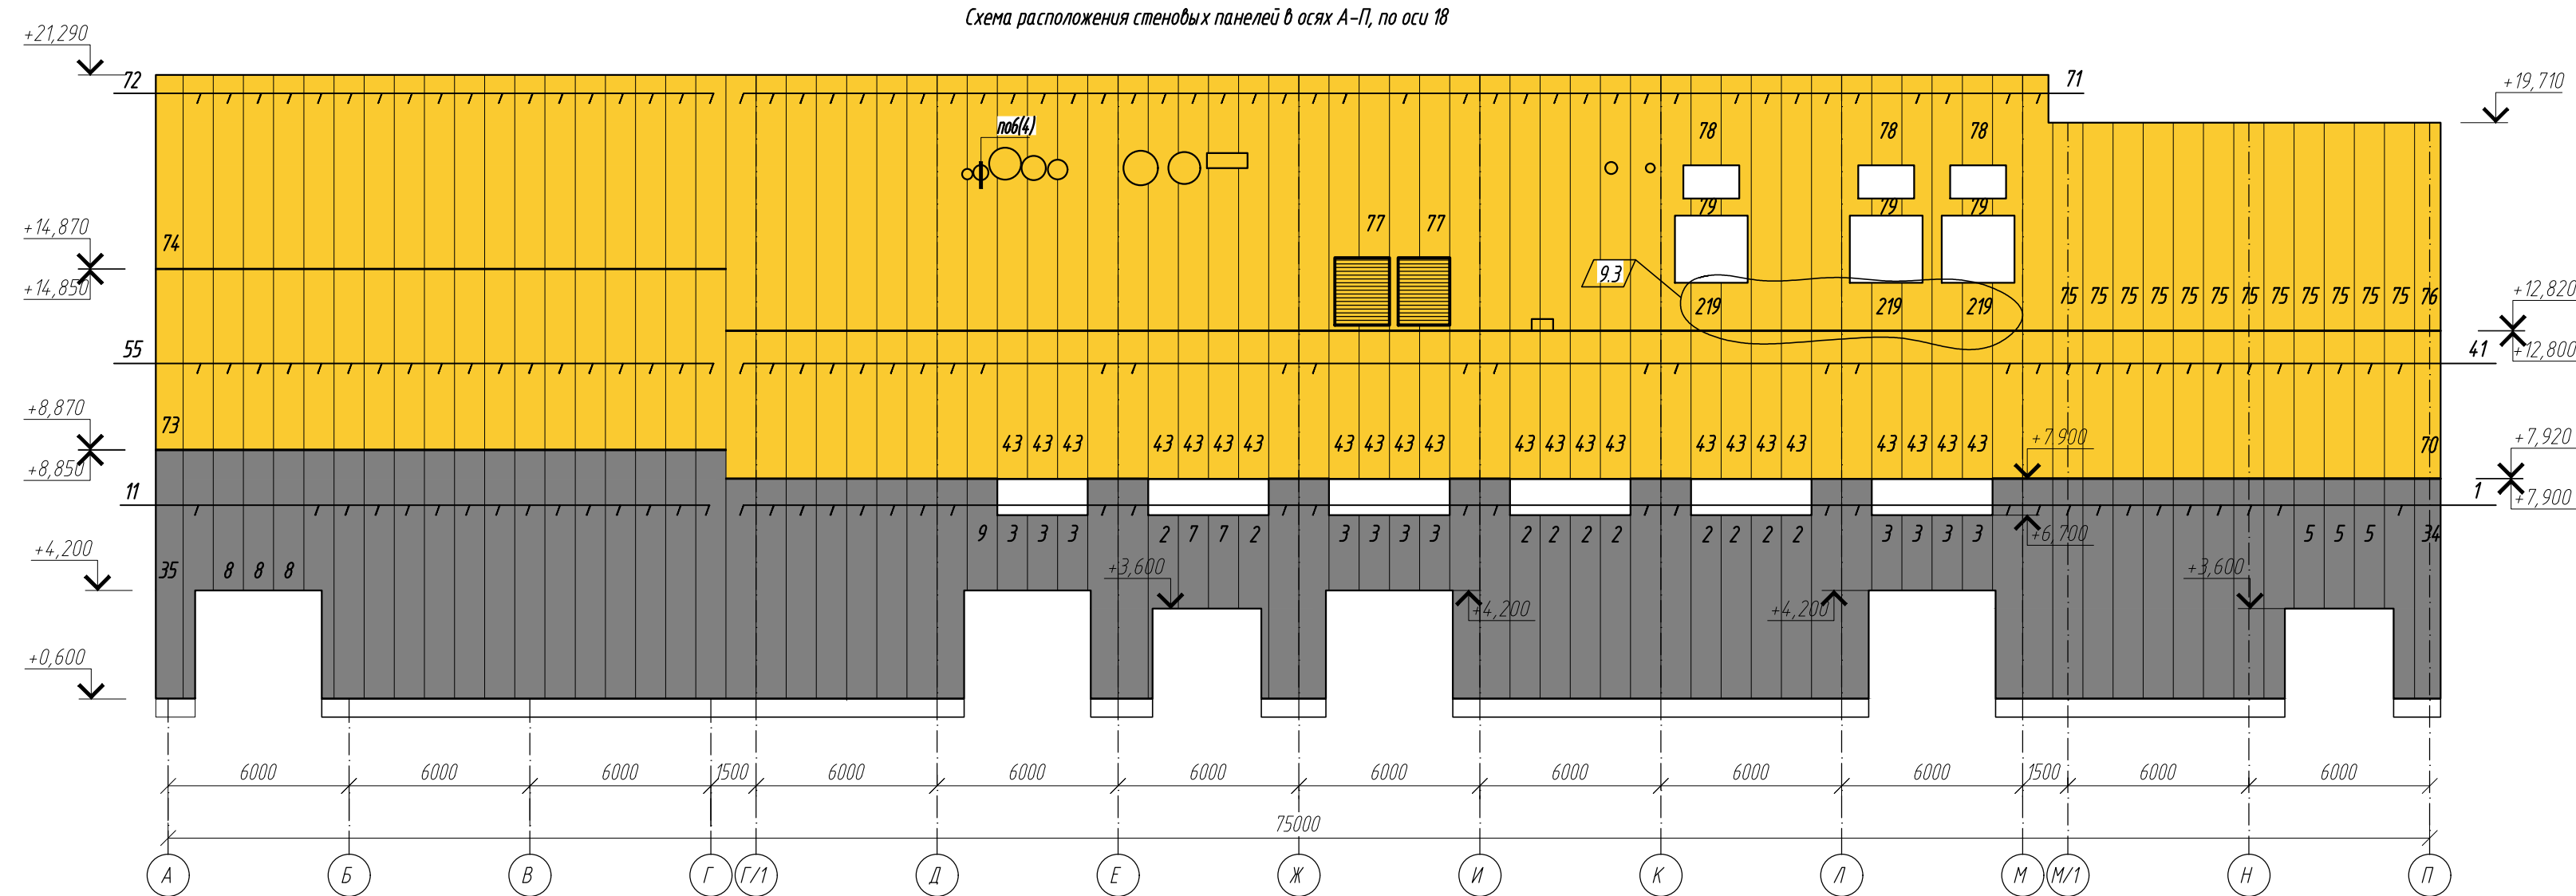 Схема расположения стеновых панелей в осях А-П, по оси 18
+21,290
72
71
+19,710
поб(4)
78 78 78
79 79 79
77 77
+14,870
74
+14,850
9.3
219 219 219
75 75 75 75 75 75 75 75 75 75 75 75 76
+12,820
55
41
+12,800
+8,870
73
43 43 43 43 43 43 43 43 43 43 43 43 43 43 43 43 43 43 43 43 43 43 43
+7,900
70
+7,920
+8,850
11
1
+7,900
9 3 3 3 2 7 7 2 3 3 3 3 2 2 2 2 2 2 2 2 3 3 3 3
+6,700
5 5 5 34
+4,200
35 8 8 8
+3,600
+3,600
+4,200
+4,200
+0,600
6000 6000 6000 1500 6000 6000 6000 6000 6000 6000 6000 1500 6000 6000
75000
А Б В Г Г/1 Д Е Ж И К Л М М/1 Н П